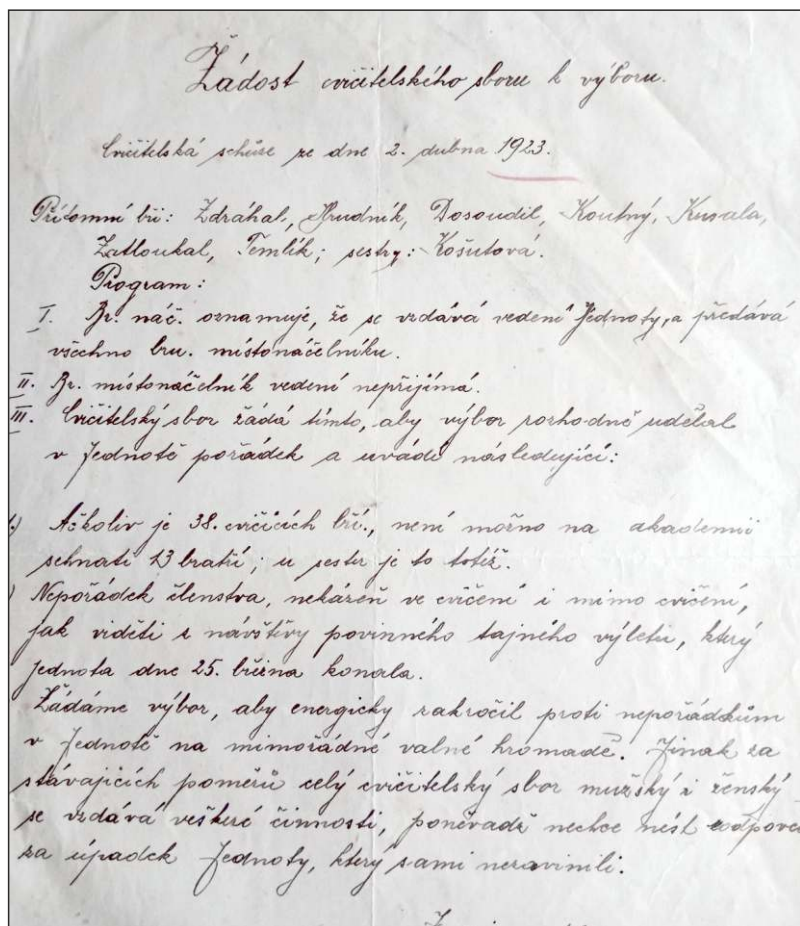 Žádost cvičitelského sboru k výboru.
Cvičitelská schůse ze dne 2. dubna 1923.
Přítomní bři: Zdráhal, Hrudník, Dosoudil, Koutný, Kusala,
Zatloukal, Temlík; sestry: Košutová.
Program:
I. Br. náč. oznamuje, že se vzdává vedení Jednoty, a předává
všechno bru. místonáčelníku.
II. Br. místonáčelník vedení nepřijímá.
III. Cvičitelský sbor žádá tímto, aby výbor rozhodně udělal
v Jednotě pořádek a uvádí následující:
Ačkoliv je 38. cvičících bří., není možno na akademii
sehnati 13 bratří; u sester je to totéž.
Nepořádek členstva, nekázeň ve cvičení i mimo cvičení,
jak viděti z návštěvy povinného tajného výletu, který
Jednota dne 25. března konala.
Žádáme výbor, aby energicky zakročil proti nepořádkům
v Jednotě na mimořádné valné hromadě. Jinak za
stávajících poměrů celý cvičitelský sbor mužský i ženský
se vzdává veškeré činnosti, poněvadž nechce nést
za úpadek Jednoty, který sami nezavinili.